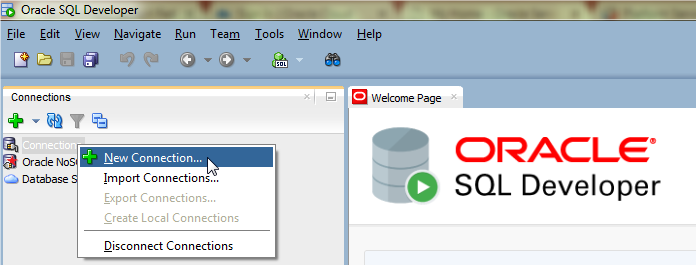 Oracle SQL Developer
File Edit View Navigate Run Team Tools Window Help
SQL
Connections
Welcome Page
Connection
Oracle NoS
Database S
New Connection...
Import Connections...
Export Connections...
Create Local Connections
Disconnect Connections
ORACLE
SQL Developer